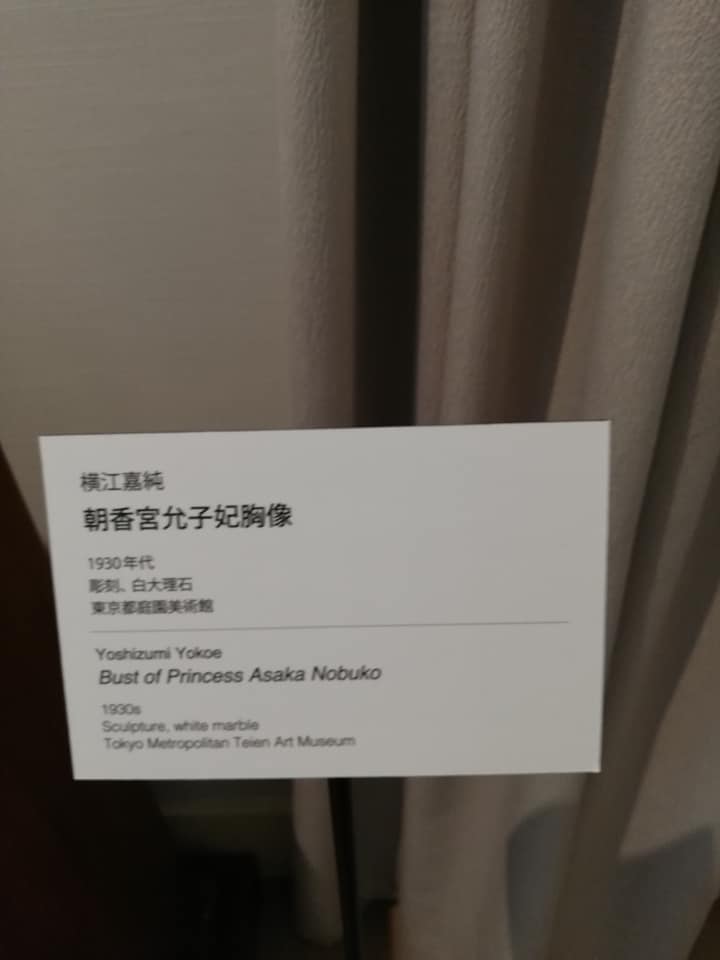 横江嘉純
朝香宮允子妃胸像
1930年代
彫刻、白大理石
東京都庭園美術館
Yoshizumi Yokoe
Bust of Princess Asaka Nobuko
1930s
Sculpture, white marble
Tokyo Metropolitan Teien Art Museum